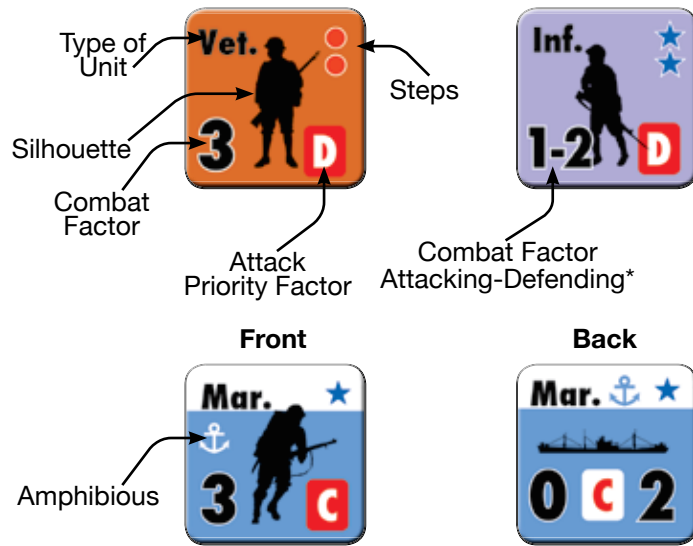 Type of
Unit
Vet.
Steps
Inf.
Silhouette
3
D
1-2
D
Combat
Factor
Attack
Priority Factor
Combat Factor
Attacking-Defending*
Front
Back
Mar.
Mar.
Amphibious
3
C
0 C 2